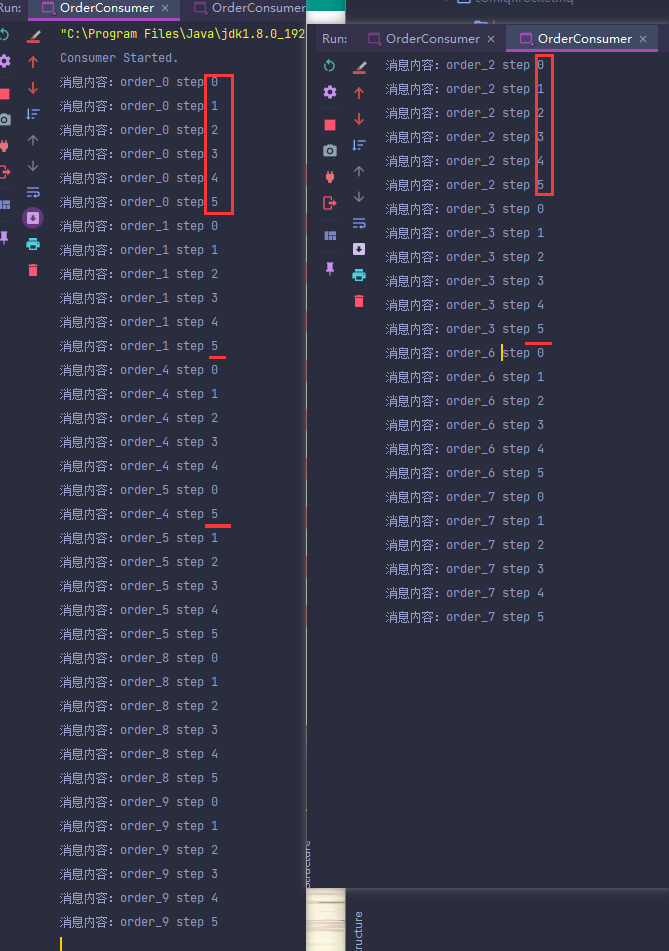 Run:
OrderConsumer ×
OrderConsumer
"C:\Program Files\Java\jdk1.8.0_192
Consumer Started.
消息内容: order_0 step 0
消息内容: order_0 step 1
消息内容: order_0 step 2
消息内容: order_0 step 3
消息内容: order_0 step 4
消息内容: order_0 step 5
消息内容: order_1 step 0
消息内容: order_1 step 1
消息内容: order_1 step 2
消息内容: order_1 step 3
消息内容: order_1 step 4
消息内容: order_1 step 5
消息内容: order_4 step 0
消息内容: order_4 step 1
消息内容: order_4 step 2
消息内容: order_4 step 3
消息内容: order_4 step 4
消息内容: order_5 step 0
消息内容: order_4 step 5
消息内容: order_5 step 1
消息内容: order_5 step 2
消息内容: order_5 step 3
消息内容: order_5 step 4
消息内容: order_5 step 5
消息内容: order_8 step 0
消息内容: order_8 step 1
消息内容: order_8 step 2
消息内容: order_8 step 3
消息内容: order_8 step 4
消息内容: order_8 step 5
消息内容: order_9 step 0
消息内容: order_9 step 1
消息内容: order_9 step 2
消息内容: order_9 step 3
消息内容: order_9 step 4
消息内容: order_9 step 5
Run:
OrderConsumer ×
OrderConsumer ×
消息内容: order_2 step 0
消息内容: order_2 step 1
消息内容: order_2 step 2
消息内容: order_2 step 3
消息内容: order_2 step 4
消息内容: order_2 step 5
消息内容: order_3 step 0
消息内容: order_3 step 1
消息内容: order_3 step 2
消息内容: order_3 step 3
消息内容: order_3 step 4
消息内容: order_3 step 5
消息内容: order_6 step 0
消息内容: order_6 step 1
消息内容: order_6 step 2
消息内容: order_6 step 3
消息内容: order_6 step 4
消息内容: order_6 step 5
消息内容: order_7 step 0
消息内容: order_7 step 1
消息内容: order_7 step 2
消息内容: order_7 step 3
消息内容: order_7 step 4
消息内容: order_7 step 5
ructure